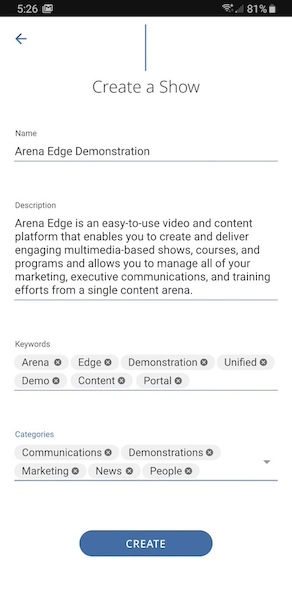 5:26 81%
Create a Show
Name
Arena Edge Demonstration
Description
Arena Edge is an easy-to-use video and content
platform that enables you to create and deliver
engaging multimedia-based shows, courses, and
programs and allows you to manage all of your
marketing, executive communications, and training
efforts from a single content arena.
Keywords
Arena Edge Demonstration Unified
Demo Content Portal
Categories
Communications Demonstrations
Marketing News People
CREATE